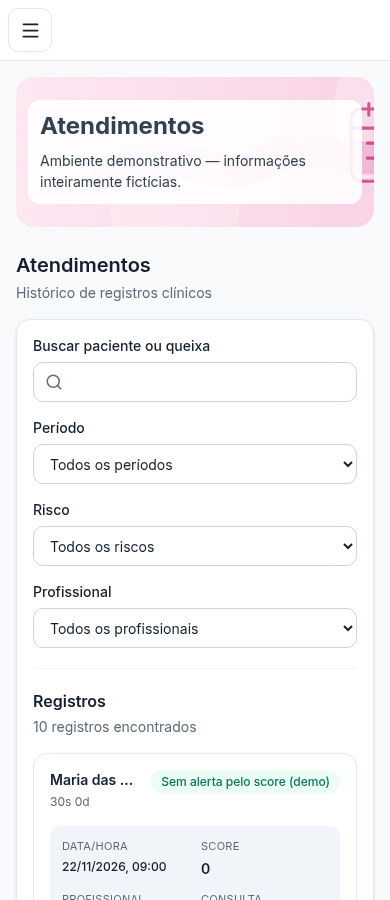 Atendimentos
Ambiente demonstrativo — informações
inteiramente fictícias.
Atendimentos
Histórico de registros clínicos
Buscar paciente ou queixa
Período
Todos os períodos
Risco
Todos os riscos
Profissional
Todos os profissionais
Registros
10 registros encontrados
Maria das ...
Sem alerta pelo score (demo)
30s 0d
DATA/HORA
SCORE
22/11/2026, 09:00
0
PROFISSIONAL
CONSULTA